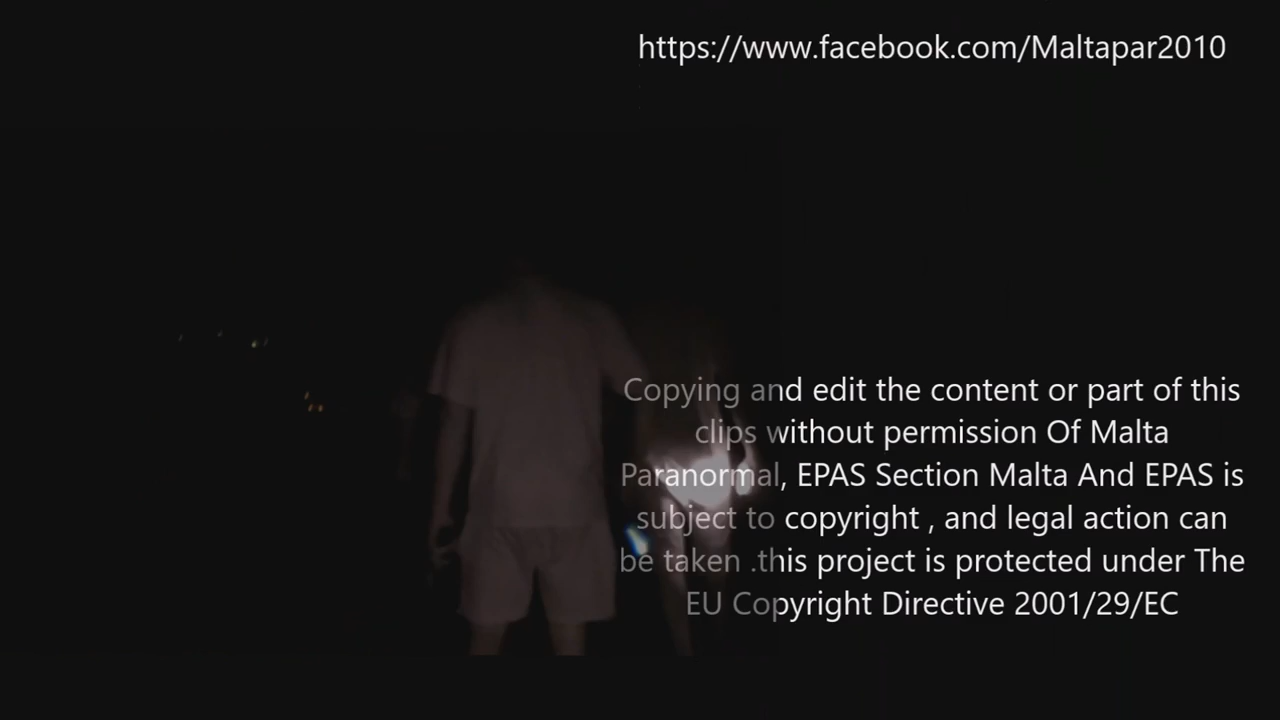 https://www.facebook.com/Maltapar2010
Copying and edit the content or part of this
clips without permission Of Malta
Paranormal, EPAS Section Malta And EPAS is
subject to copyright , and legal action can
be taken .this project is protected under The
EU Copyright Directive 2001/29/EC